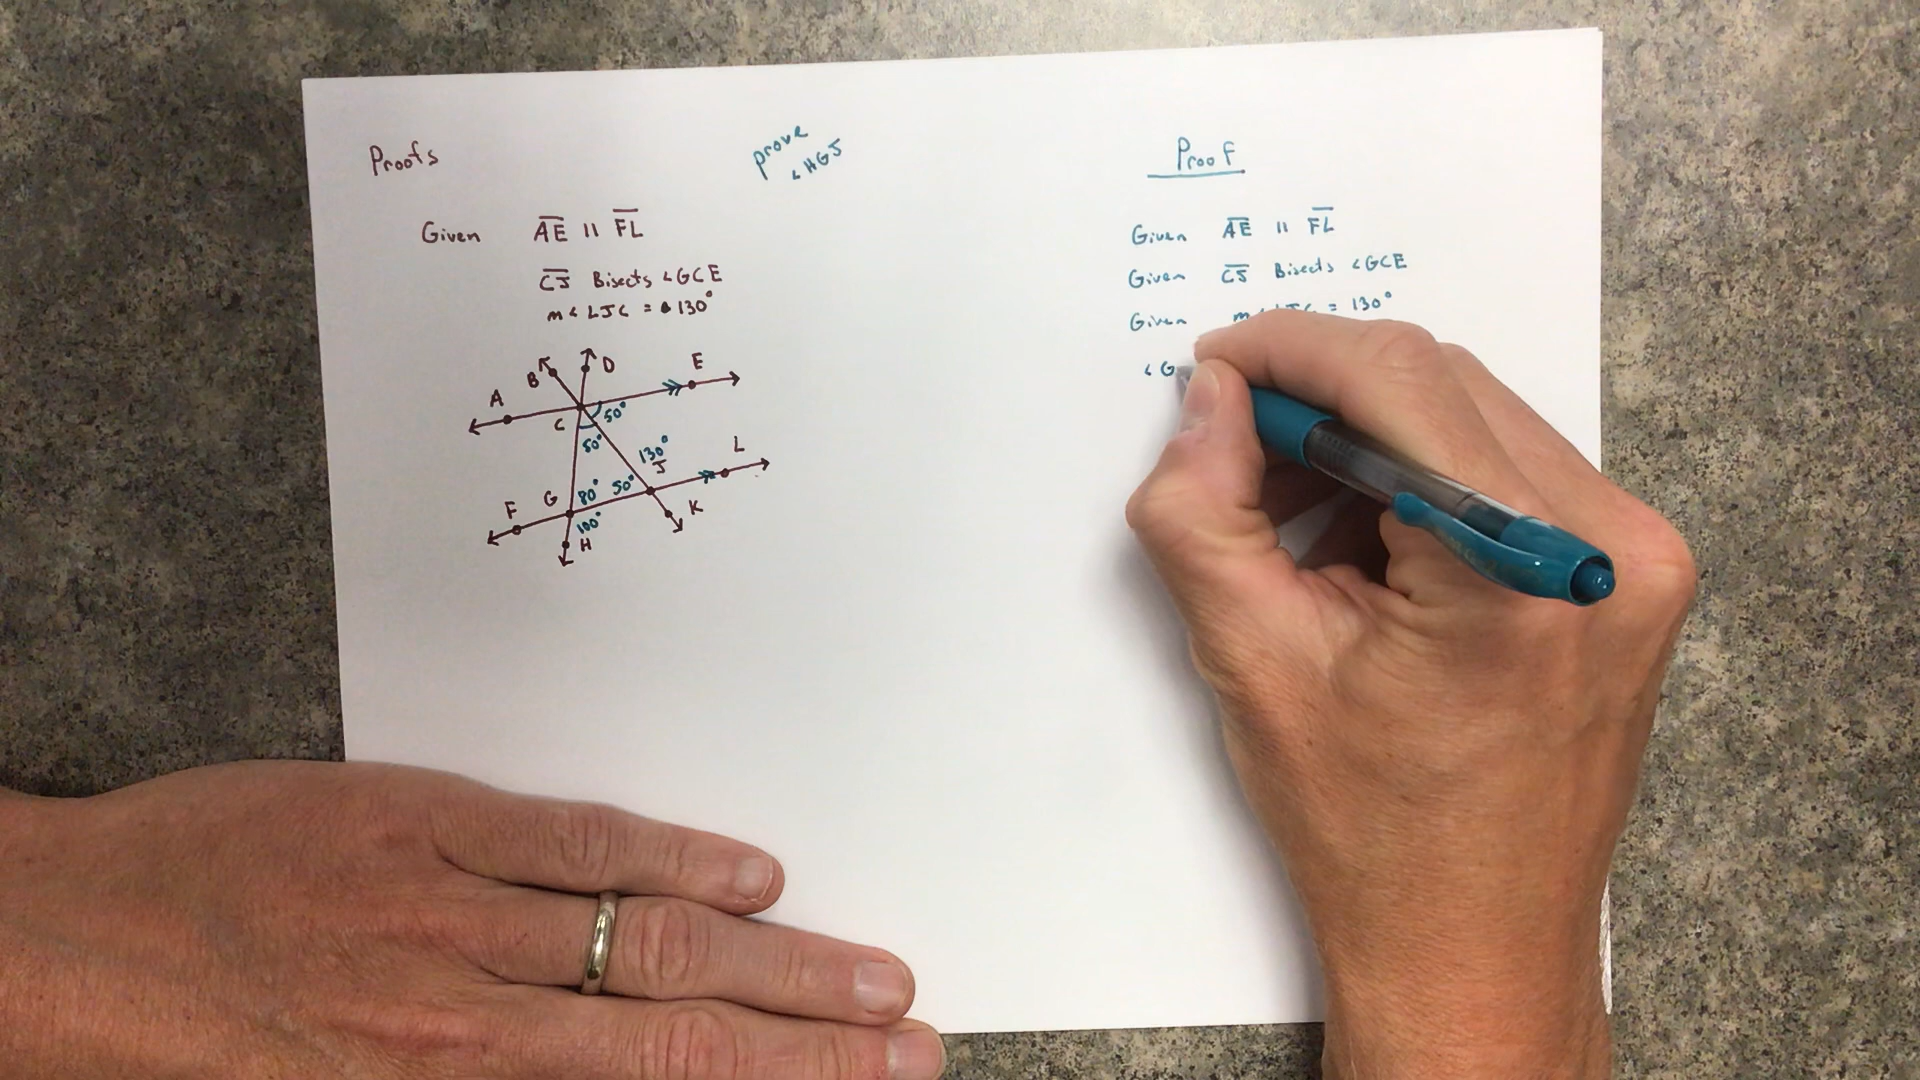 Proofs
prove
∠HGJ
Given AE || FL
CJ Bisects ∠GCE
m∠LJC = 130°
B
D
E
A
C
50°
50°
130°
J
L
G
80°
50°
F
K
100°
H
Proof
Given AE || FL
Given CJ Bisects ∠GCE
Given = 130°
∠G